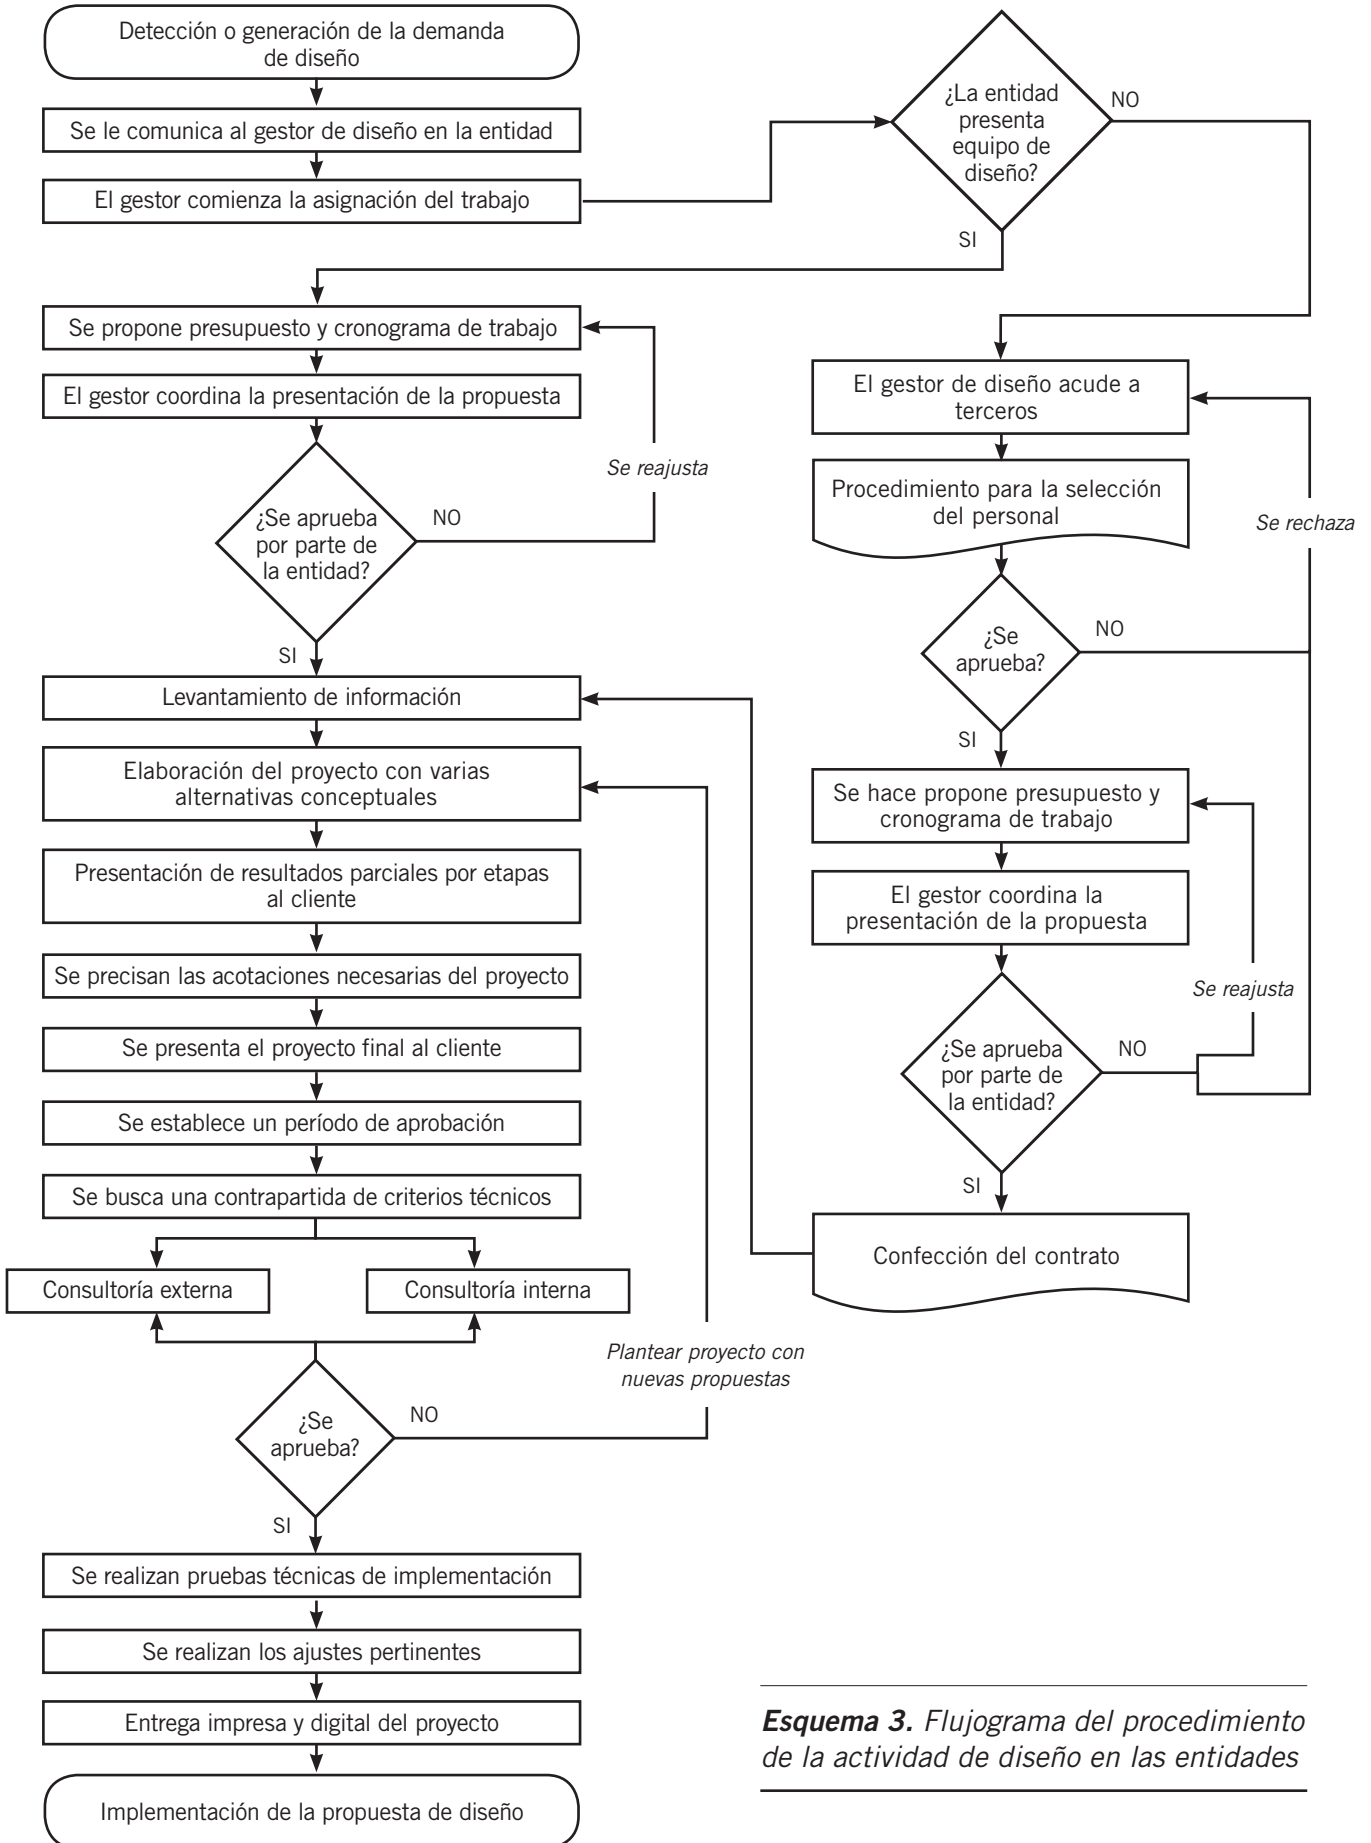 Detección o generación de la demanda
de diseño
Se le comunica al gestor de diseño en la entidad
El gestor comienza la asignación del trabajo
¿La entidad
presenta
equipo de
diseño?
NO
SI
Se propone presupuesto y cronograma de trabajo
El gestor coordina la presentación de la propuesta
Se reajusta
¿Se aprueba
por parte de
la entidad?
NO
SI
El gestor de diseño acude a
terceros
Procedimiento para la selección
del personal
Se rechaza
¿Se
aprueba?
NO
SI
Se hace propone presupuesto y
cronograma de trabajo
El gestor coordina la
presentación de la propuesta
Se reajusta
¿Se aprueba
por parte de
la entidad?
NO
SI
Confección del contrato
Levantamiento de información
Elaboración del proyecto con varias
alternativas conceptuales
Presentación de resultados parciales por etapas
al cliente
Se precisan las acotaciones necesarias del proyecto
Se presenta el proyecto final al cliente
Se establece un período de aprobación
Se busca una contrapartida de criterios técnicos
Consultoría externa
Consultoría interna
Plantear proyecto con
nuevas propuestas
¿Se
aprueba?
NO
SI
Se realizan pruebas técnicas de implementación
Se realizan los ajustes pertinentes
Entrega impresa y digital del proyecto
Implementación de la propuesta de diseño
Esquema 3. Flujograma del procedimiento
de la actividad de diseño en las entidades